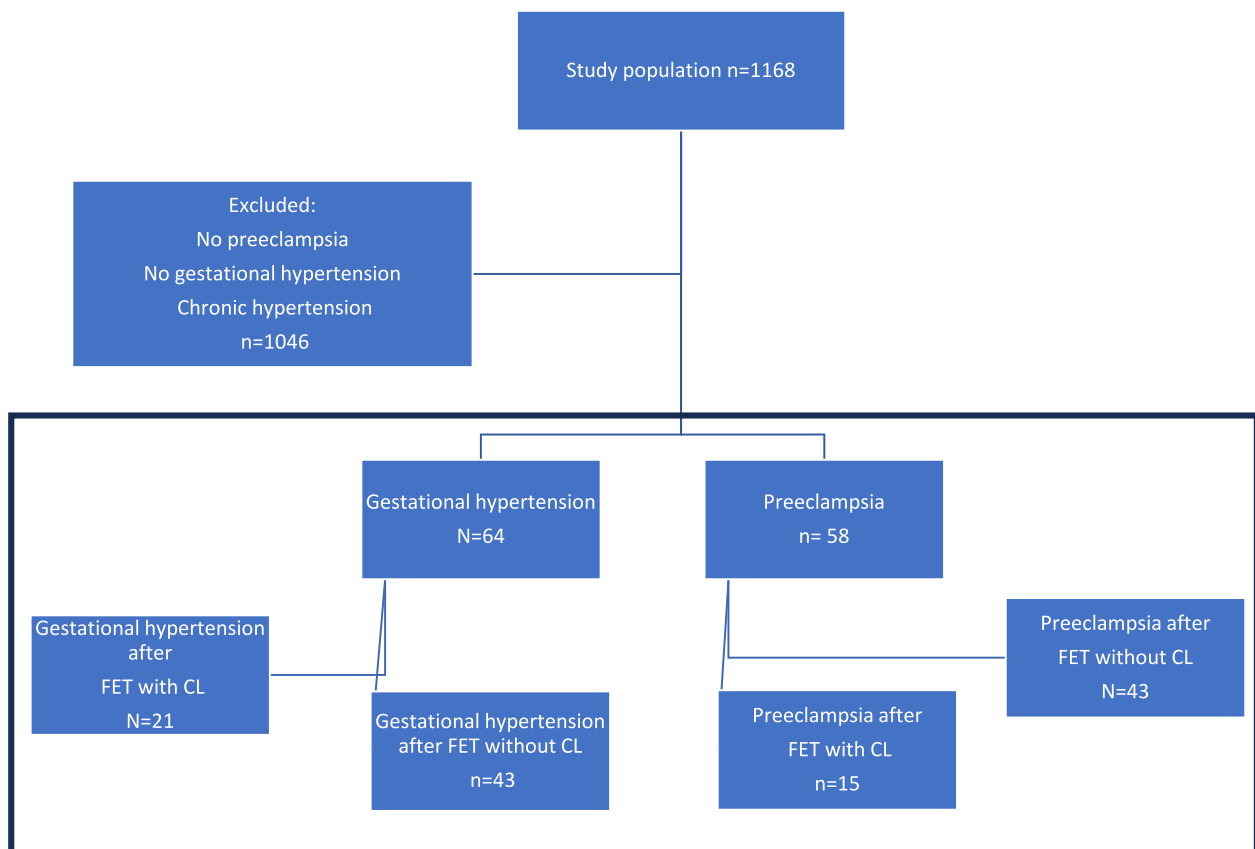 Study population n=1168
Excluded:
No preeclampsia
No gestational hypertension
Chronic hypertension
n=1046
Gestational hypertension
N=64
Preeclampsia
n= 58
Gestational hypertension
after
FET with CL
N=21
Gestational hypertension
after FET without CL
n=43
Preeclampsia after
FET with CL
n=15
Preeclampsia after
FET without CL
N=43